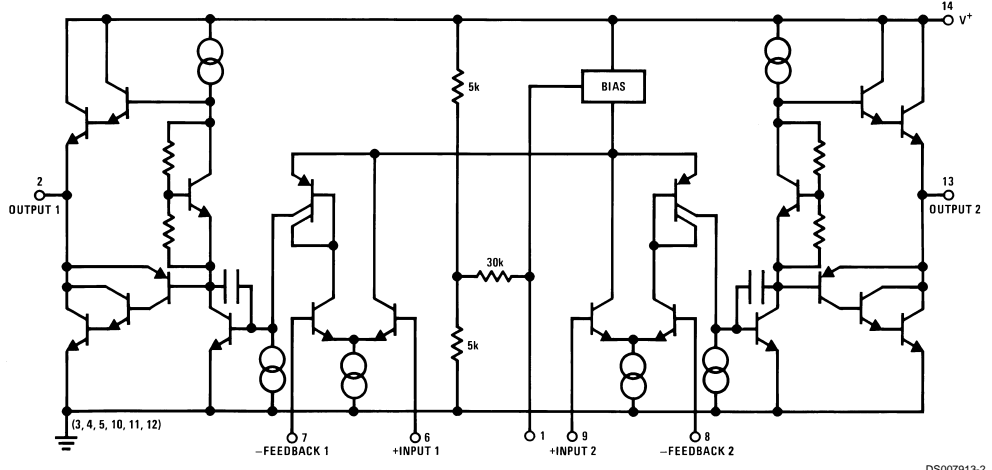 14
V+
5k
BIAS
2
OUTPUT 1
13
OUTPUT 2
30k
5k
(3, 4, 5, 10, 11, 12)
7
−FEEDBACK 1
6
+INPUT 1
1
9
+INPUT 2
8
−FEEDBACK 2
DS007913-2